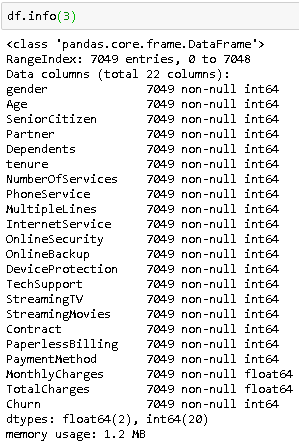 df.info(3)
<class 'pandas.core.frame.DataFrame'>
RangeIndex: 7049 entries, 0 to 7048
Data columns (total 22 columns):
gender 7049 non-null int64
Age 7049 non-null int64
SeniorCitizen 7049 non-null int64
Partner 7049 non-null int64
Dependents 7049 non-null int64
tenure 7049 non-null int64
NumberOfServices 7049 non-null int64
PhoneService 7049 non-null int64
MultipleLines 7049 non-null int64
InternetService 7049 non-null int64
OnlineSecurity 7049 non-null int64
OnlineBackup 7049 non-null int64
DeviceProtection 7049 non-null int64
TechSupport 7049 non-null int64
StreamingTV 7049 non-null int64
StreamingMovies 7049 non-null int64
Contract 7049 non-null int64
PaperlessBilling 7049 non-null int64
PaymentMethod 7049 non-null int64
MonthlyCharges 7049 non-null float64
TotalCharges 7049 non-null float64
Churn 7049 non-null int64
dtypes: float64(2), int64(20)
memory usage: 1.2 MB